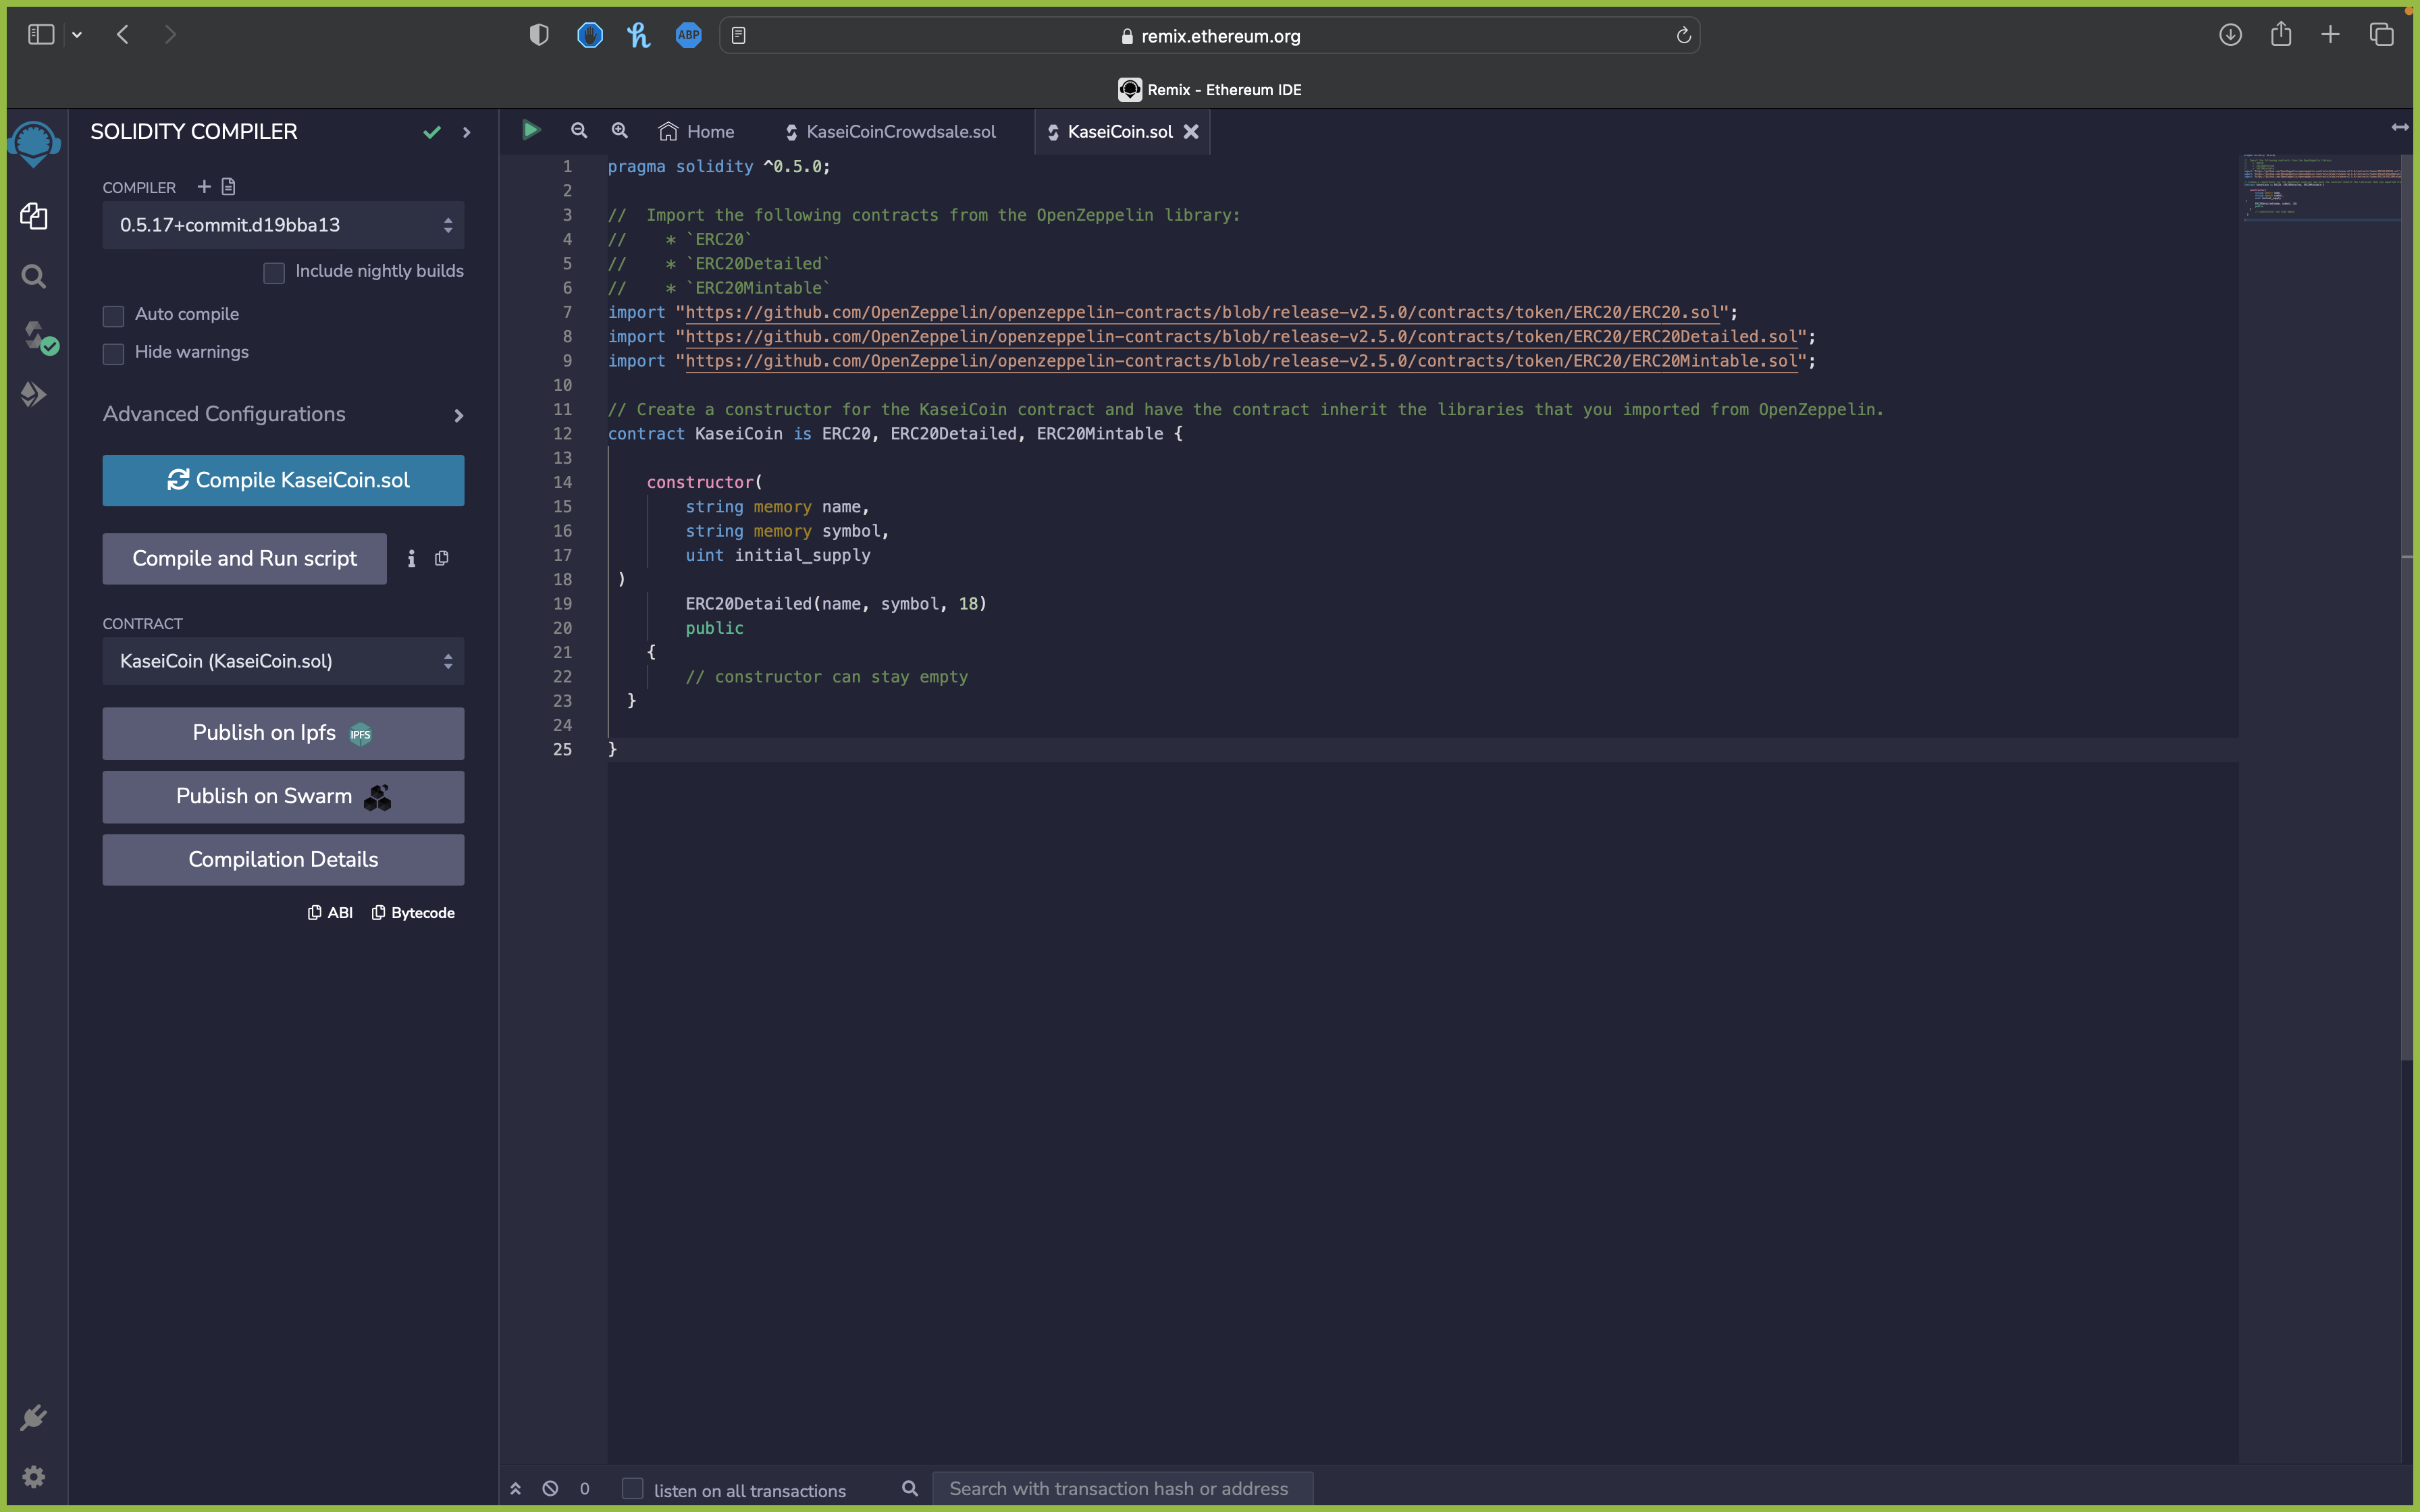 ABP
remix.ethereum.org
Remix - Ethereum IDE
SOLIDITY COMPILER
Home
KaseiCoinCrowdsale.sol
KaseiCoin.sol
COMPILER
0.5.17+commit.d19bba13
Include nightly builds
Auto compile
Hide warnings
Advanced Configurations
Compile KaseiCoin.sol
Compile and Run script
CONTRACT
KaseiCoin (KaseiCoin.sol)
Publish on Ipfs IPFS
Publish on Swarm
Compilation Details
ABI Bytecode
1 pragma solidity ^0.5.0;
2
3 //  Import the following contracts from the OpenZeppelin library:
4 //    * `ERC20`
5 //    * `ERC20Detailed`
6 //    * `ERC20Mintable`
7 import "https://github.com/OpenZeppelin/openzeppelin-contracts/blob/release-v2.5.0/contracts/token/ERC20/ERC20.sol";
8 import "https://github.com/OpenZeppelin/openzeppelin-contracts/blob/release-v2.5.0/contracts/token/ERC20/ERC20Detailed.sol";
9 import "https://github.com/OpenZeppelin/openzeppelin-contracts/blob/release-v2.5.0/contracts/token/ERC20/ERC20Mintable.sol";
10
11 // Create a constructor for the KaseiCoin contract and have the contract inherit the libraries that you imported from OpenZeppelin.
12 contract KaseiCoin is ERC20, ERC20Detailed, ERC20Mintable {
13
14     constructor(
15         string memory name,
16         string memory symbol,
17         uint initial_supply
18  )
19         ERC20Detailed(name, symbol, 18)
20         public
21     {
22         // constructor can stay empty
23   }
24
25 }
0
listen on all transactions
Search with transaction hash or address